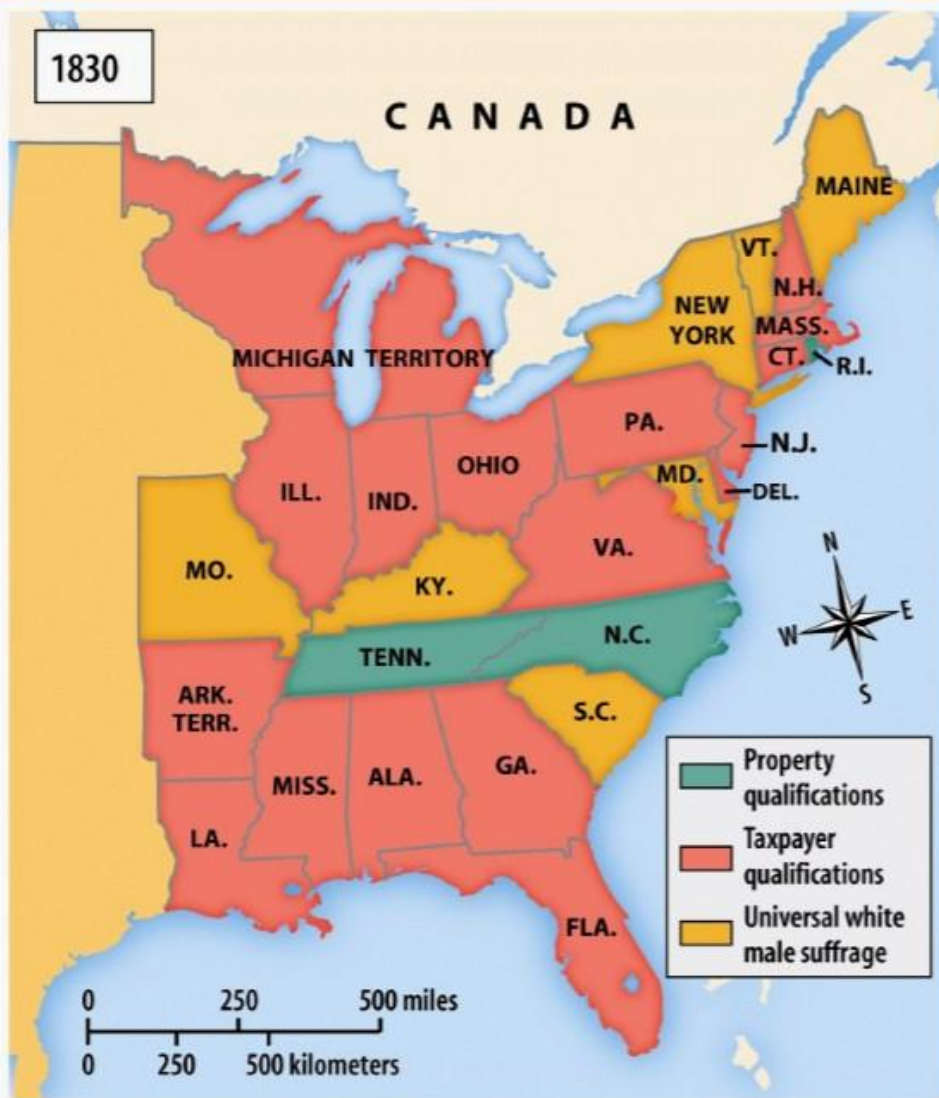 1830
CANADA
MAINE
VT.
N.H.
NEW
YORK
MASS.
CT.
R.I.
MICHIGAN TERRITORY
PA.
N.J.
OHIO
MD.
DEL.
ILL.
IND.
VA.
MO.
KY.
N
E
W
S
TENN.
N.C.
ARK.
TERR.
S.C.
MISS.
ALA.
GA.
LA.
FLA.
Property
qualifications
Taxpayer
qualifications
Universal white
male suffrage
0 250 500 miles
0 250 500 kilometers